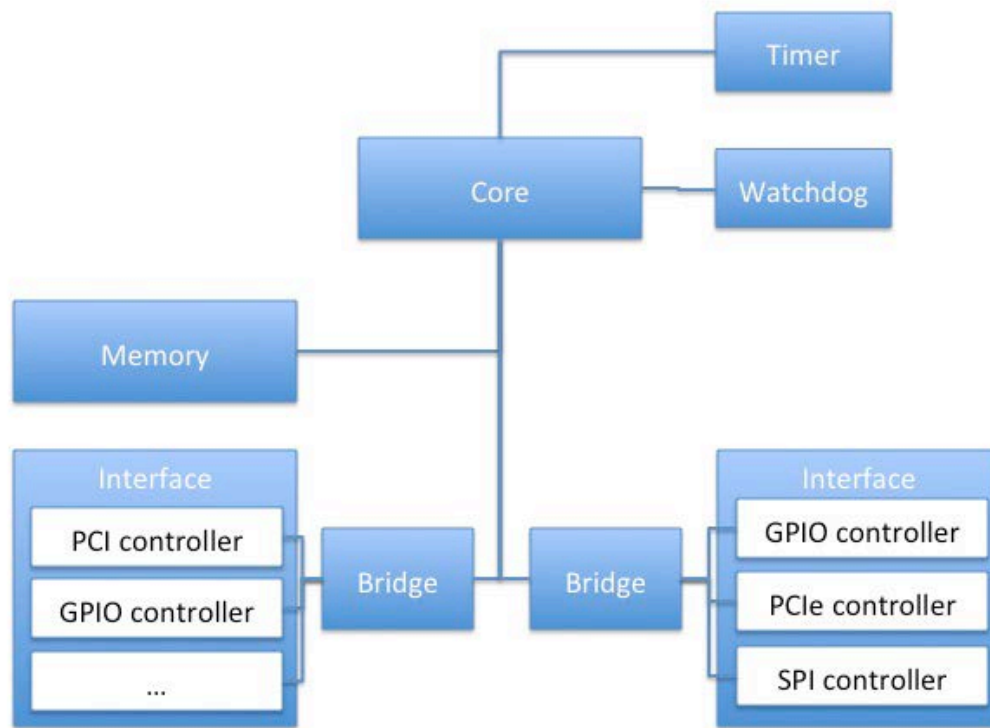 Timer
Core
Watchdog
Memory
Interface
PCI controller
GPIO controller
...
Bridge
Bridge
Interface
GPIO controller
PCIe controller
SPI controller